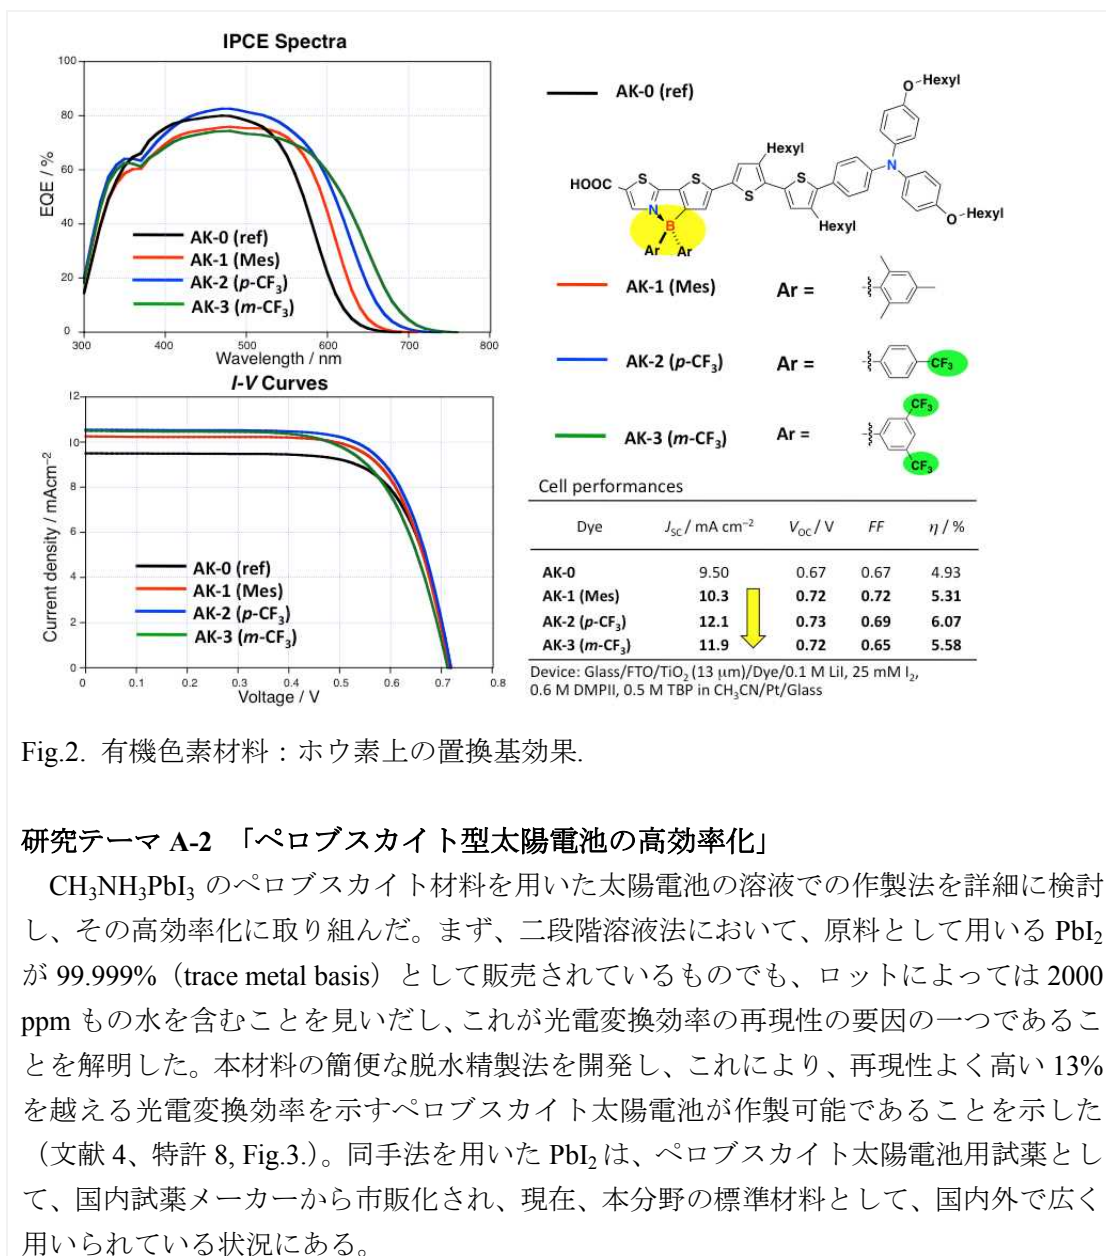 IPCE Spectra
100
80
60
40
20
0
EQE / %
AK-0 (ref)
AK-1 (Mes)
AK-2 (p-CF₃)
AK-3 (m-CF₃)
300
400
500
600
700
800
Wavelength / nm
I-V Curves
12
10
8
6
4
2
0
Current density / mAcm⁻²
AK-0 (ref)
AK-1 (Mes)
AK-2 (p-CF₃)
AK-3 (m-CF₃)
0
0.1
0.2
0.3
0.4
0.5
0.6
0.7
0.8
Voltage / V
AK-0 (ref)
HOOC
S
N
B
Ar
Ar
S
Hexyl
S
S
Hexyl
N
O-Hexyl
O-Hexyl
AK-1 (Mes) Ar =
AK-2 (p-CF₃) Ar =
CF₃
AK-3 (m-CF₃) Ar =
CF₃
CF₃
Cell performances
Dye J_SC / mA cm⁻² V_OC / V FF η / %
AK-0 9.50 0.67 0.67 4.93
AK-1 (Mes) 10.3 0.72 0.72 5.31
AK-2 (p-CF₃) 12.1 0.73 0.69 6.07
AK-3 (m-CF₃) 11.9 0.72 0.65 5.58
Device: Glass/FTO/TiO₂ (13 μm)/Dye/0.1 M LiI, 25 mM I₂,
0.6 M DMPII, 0.5 M TBP in CH₃CN/Pt/Glass
Fig.2. 有機色素材料：ホウ素上の置換基効果.
研究テーマ A-2 「ペロブスカイト型太陽電池の高効率化」
CH₃NH₃PbI₃ のペロブスカイト材料を用いた太陽電池の溶液での作製法を詳細に検討
し、その高効率化に取り組んだ。まず、二段階溶液法において、原料として用いる PbI₂
が 99.999%（trace metal basis）として販売されているものでも、ロットによっては 2000
ppm もの水を含むことを見いだし、これが光電変換効率の再現性の要因の一つであるこ
とを解明した。本材料の簡便な脱水精製法を開発し、これにより、再現性よく高い 13%
を越える光電変換効率を示すペロブスカイト太陽電池が作製可能であることを示した
（文献 4、特許 8, Fig.3.）。同手法を用いた PbI₂ は、ペロブスカイト太陽電池用試薬とし
て、国内試薬メーカーから市販化され、現在、本分野の標準材料として、国内外で広く
用いられている状況にある。